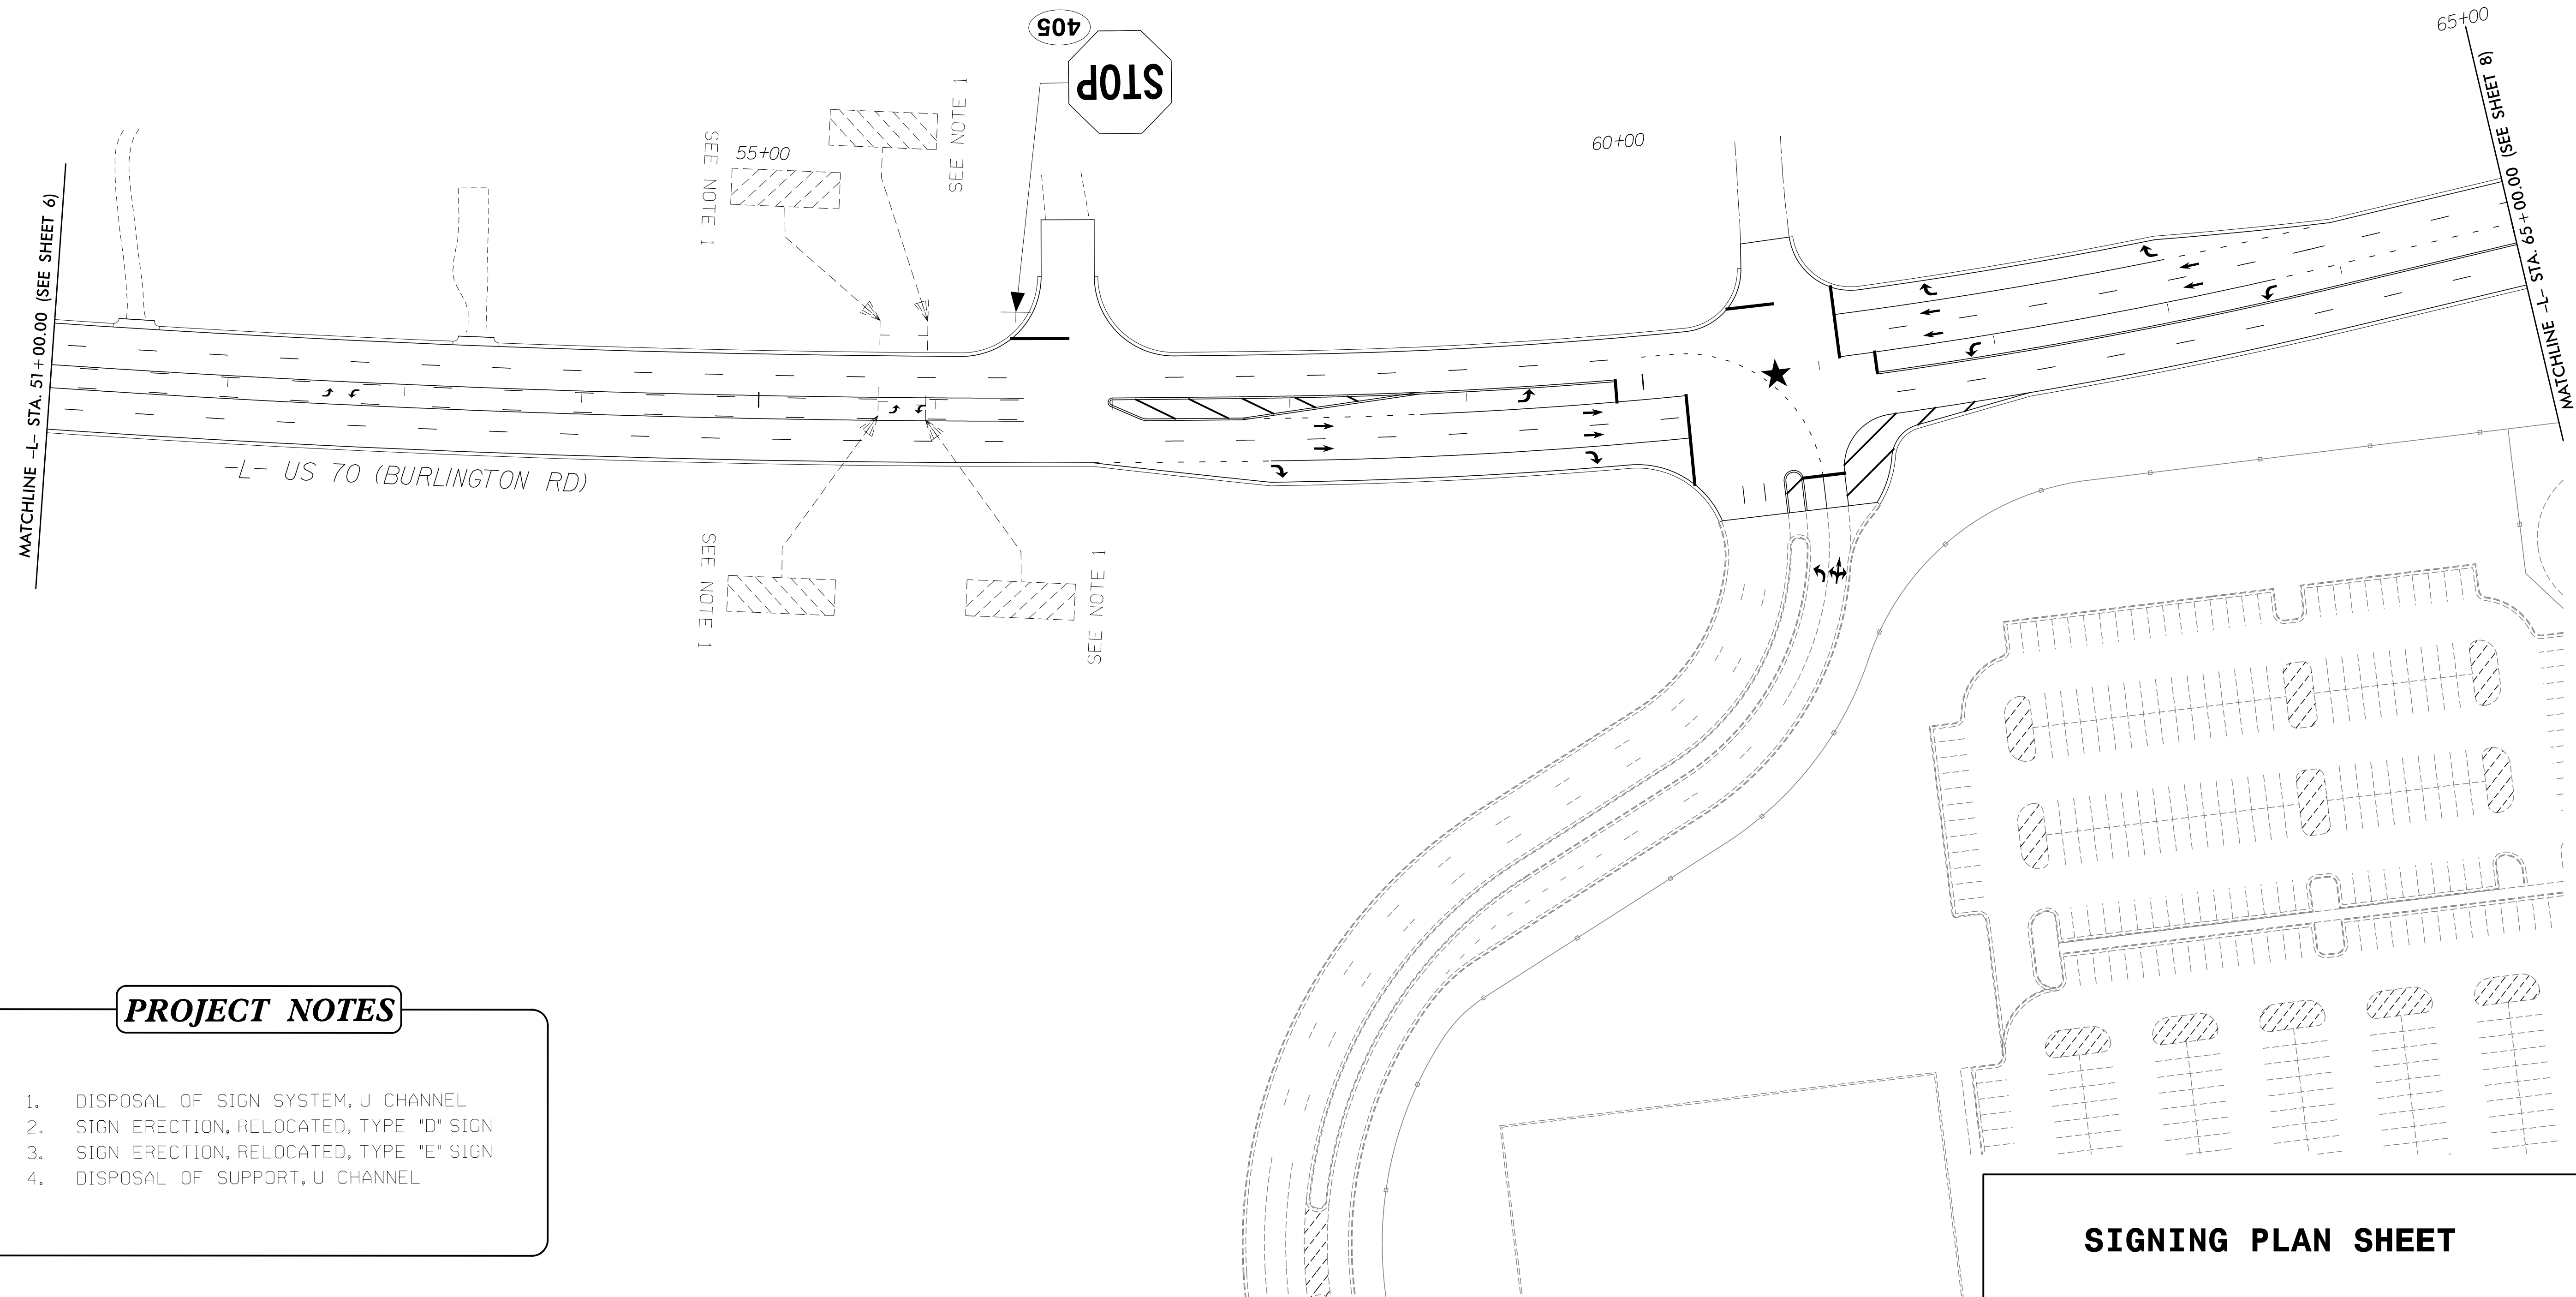 405
STOP
65+00
MATCHLINE -L- STA. 65+00.00 (SEE SHEET 8)
60+00
SEE NOTE 1
55+00
SEE NOTE 1
MATCHLINE -L- STA. 51+00.00 (SEE SHEET 6)
-L- US 70 (BURLINGTON RD)
SEE NOTE 1
SEE NOTE 1
PROJECT NOTES
1. DISPOSAL OF SIGN SYSTEM, U CHANNEL
2. SIGN ERECTION, RELOCATED, TYPE "D" SIGN
3. SIGN ERECTION, RELOCATED, TYPE "E" SIGN
4. DISPOSAL OF SUPPORT, U CHANNEL
SIGNING PLAN SHEET